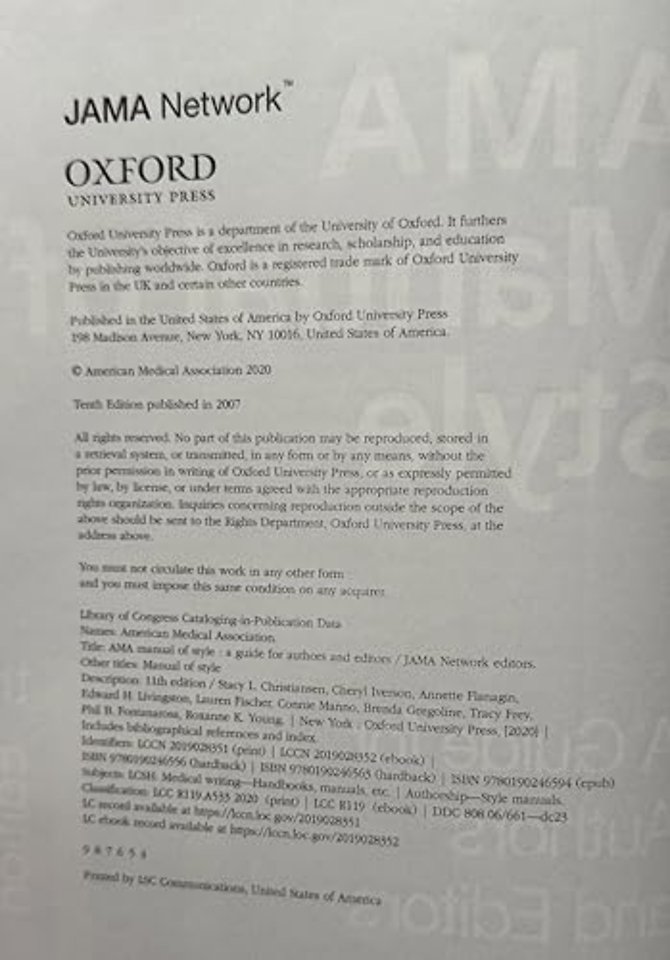 JAMA Network™
OXFORD
UNIVERSITY PRESS
Oxford University Press is a department of the University of Oxford. It furthers
the University's objective of excellence in research, scholarship, and education
by publishing worldwide. Oxford is a registered trade mark of Oxford University
Press in the UK and certain other countries.
Published in the United States of America by Oxford University Press
198 Madison Avenue, New York, NY 10016, United States of America.
© American Medical Association 2020
Tenth Edition published in 2007
All rights reserved. No part of this publication may be reproduced, stored in
a retrieval system, or transmitted, in any form or by any means, without the
prior permission in writing of Oxford University Press, or as expressly permitted
by law, by license, or under terms agreed with the appropriate reproduction
rights organization. Inquiries concerning reproduction outside the scope of the
above should be sent to the Rights Department, Oxford University Press, at the
address above.
You must not circulate this work in any other form
and you must impose this same condition on any acquirer.
Library of Congress Cataloging-in-Publication Data
Names: American Medical Association.
Title: AMA manual of style : a guide for authors and editors / JAMA Network editors.
Other titles: Manual of style
Description: 11th edition / Stacy L. Christiansen, Cheryl Iverson, Annette Flanagin,
Edward H. Livingston, Lauren Fischer, Connie Manno, Brenda Gregoline, Tracy Frey,
Phil B. Fontanarosa, Roxanne K. Young. | New York : Oxford University Press, [2020] |
Includes bibliographical references and index.
Identifiers: LCCN 2019028351 (print) | LCCN 2019028352 (ebook) |
ISBN 9780190246556 (hardback) | ISBN 9780190246563 (hardback) | ISBN 9780190246594 (epub)
Subjects: LCSH: Medical writing—Handbooks, manuals, etc. | Authorship—Style manuals.
Classification: LCC R119.A533 2020 (print) | LCC R119 (ebook) | DDC 808.06/661—dc23
LC record available at https://lccn.loc.gov/2019028351
LC ebook record available at https://lccn.loc.gov/2019028352
9 8 7 6 5 4
Printed by LSC Communications, United States of America